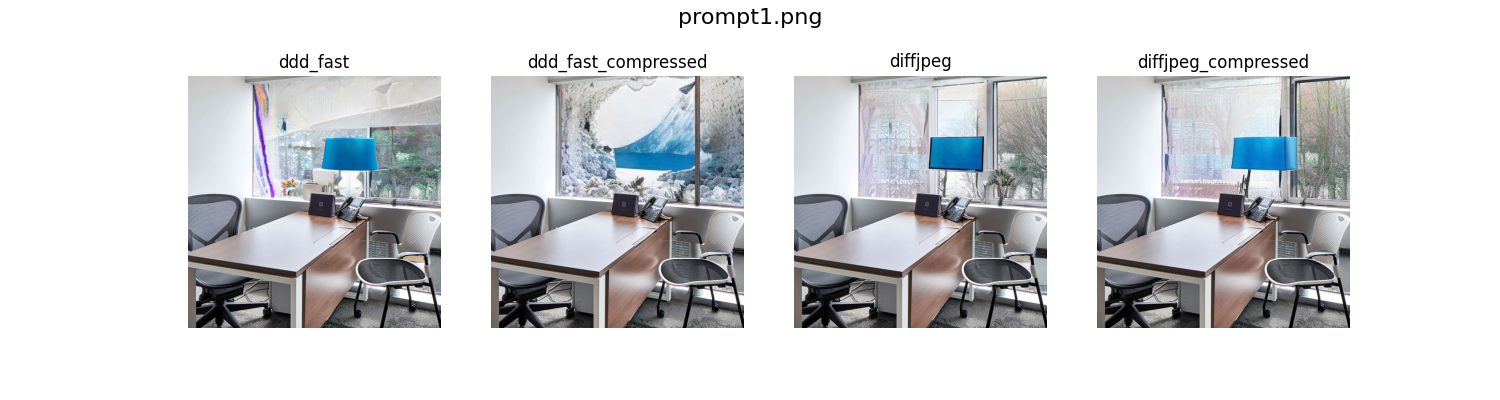 prompt1.png
ddd_fast
ddd_fast_compressed
diffjpeg
diffjpeg_compressed